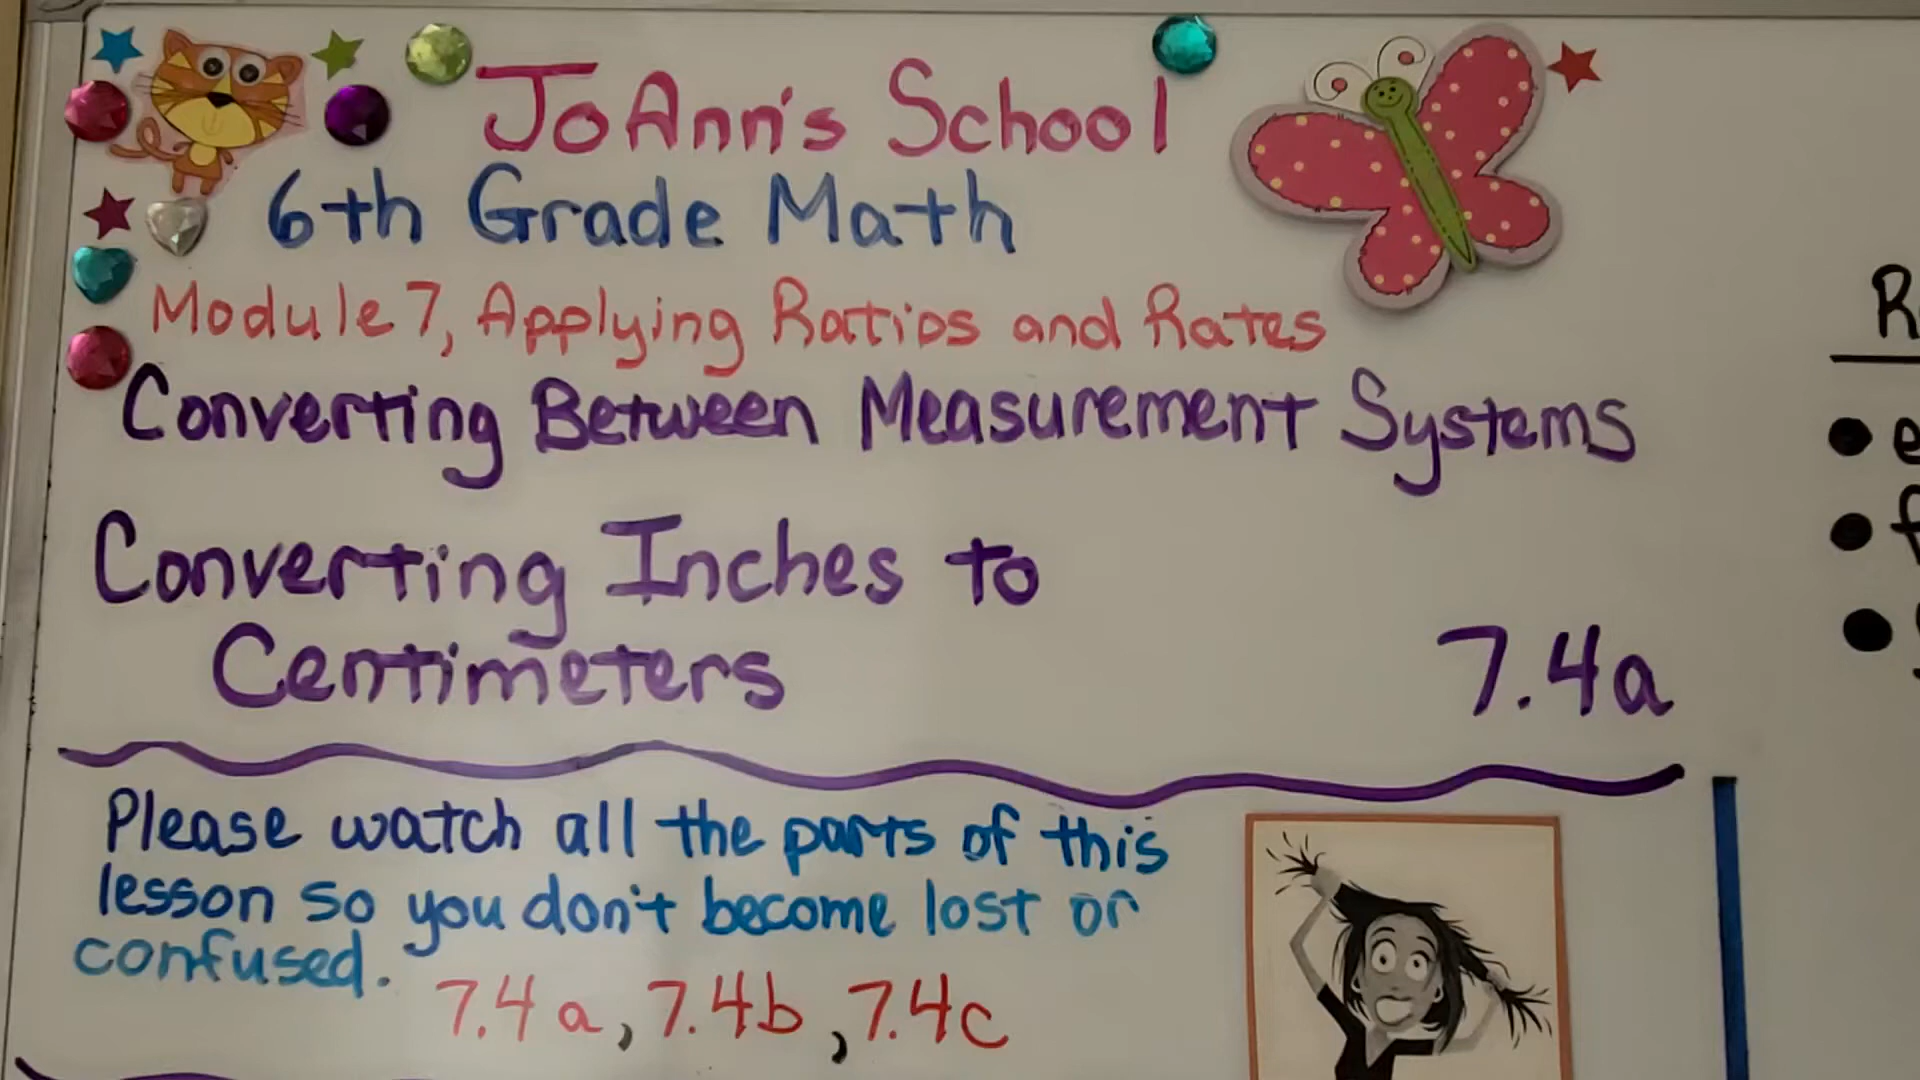 JoAnn's School
6th Grade Math
Module 7, Applying Ratios and Rates
Converting Between Measurement Systems
Converting Inches to
Centimeters
7.4a
Please watch all the parts of this
lesson so you don't become lost or
confused.
7.4a, 7.4b, 7.4c